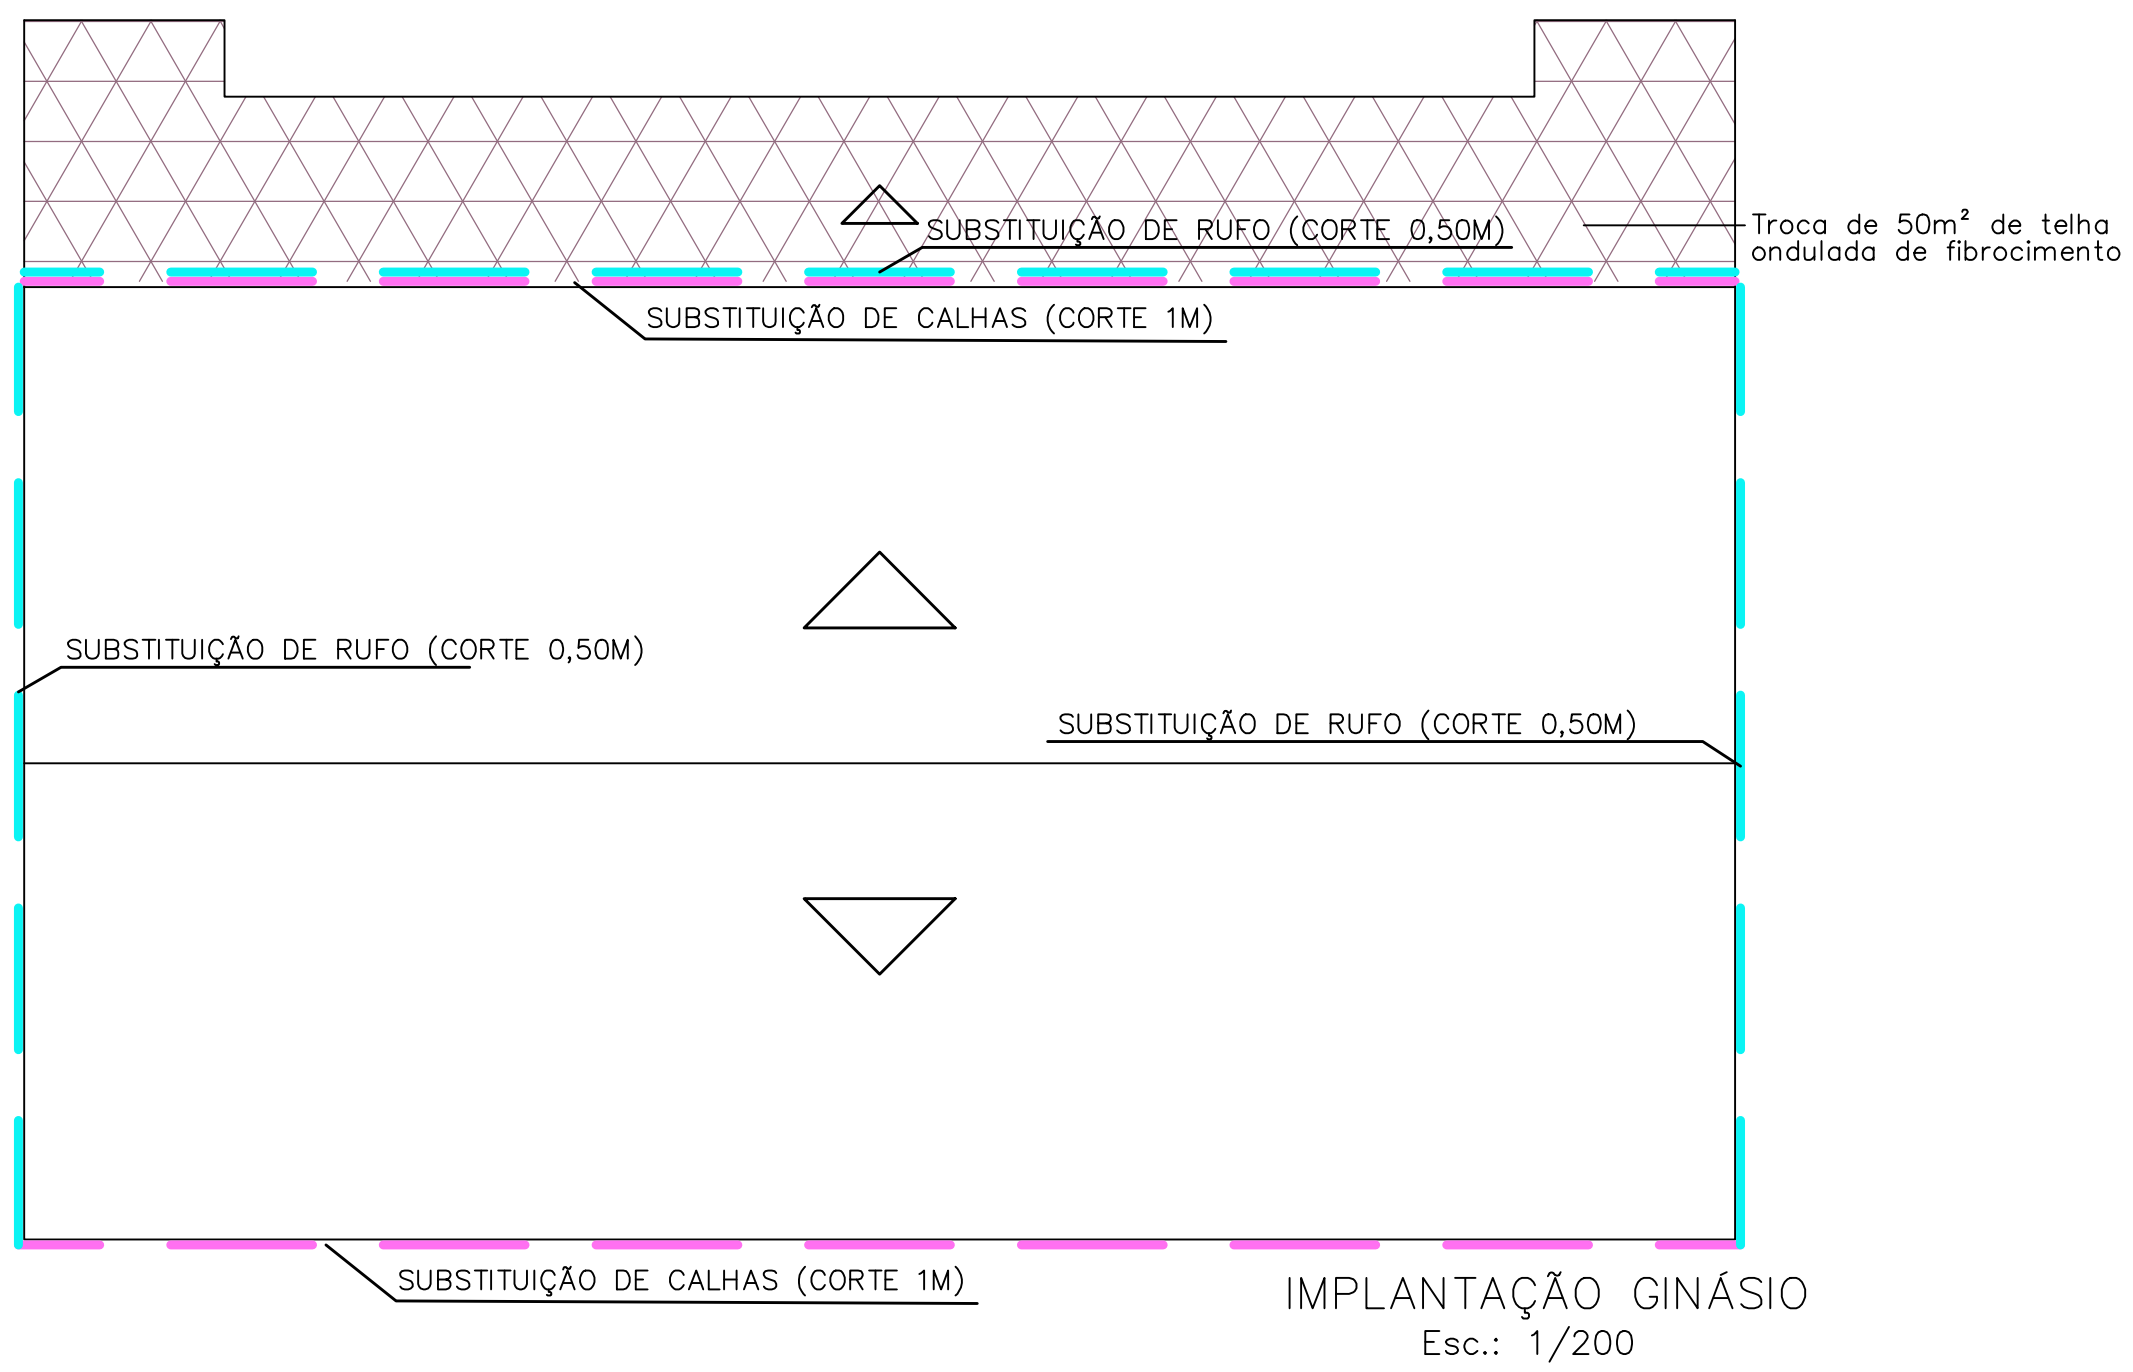 SUBSTITUIÇÃO DE RUFO (CORTE 0,50M)
Troca de 50m² de telha
ondulada de fibrocimento
SUBSTITUIÇÃO DE CALHAS (CORTE 1M)
SUBSTITUIÇÃO DE RUFO (CORTE 0,50M)
SUBSTITUIÇÃO DE RUFO (CORTE 0,50M)
SUBSTITUIÇÃO DE CALHAS (CORTE 1M)
IMPLANTAÇÃO GINÁSIO
Esc.: 1/200